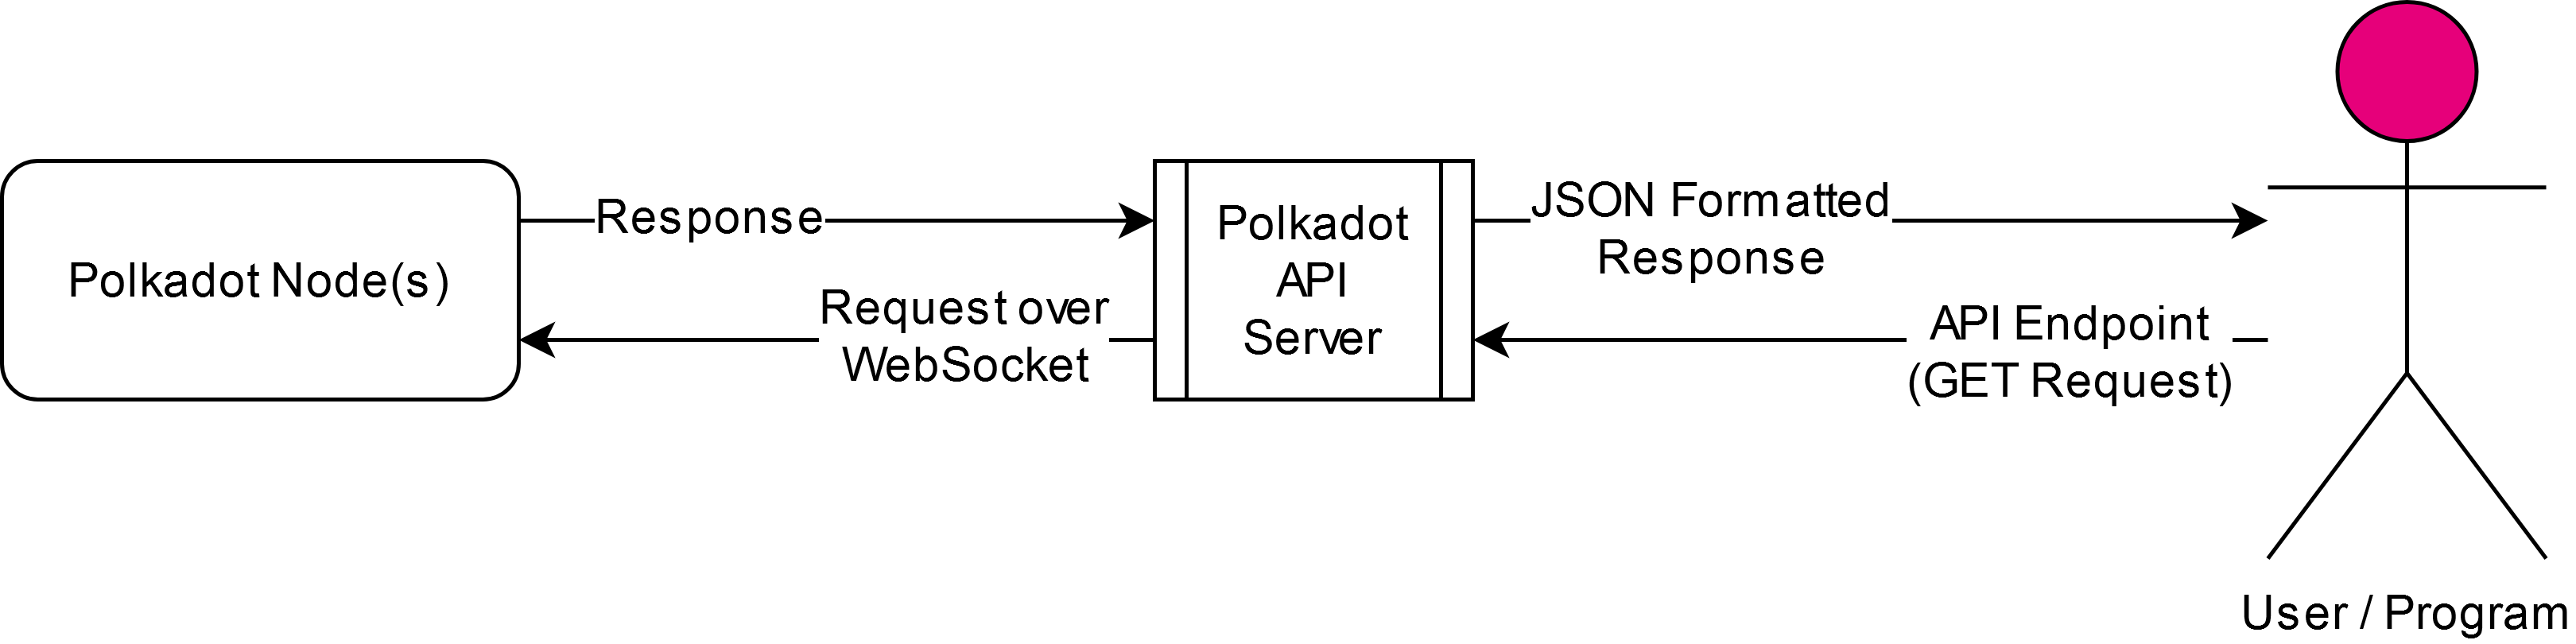 Polkadot Node(s)
Response
Request over
WebSocket
Polkadot
API
Server
JSON Formatted
Response
API Endpoint
(GET Request)
User / Program